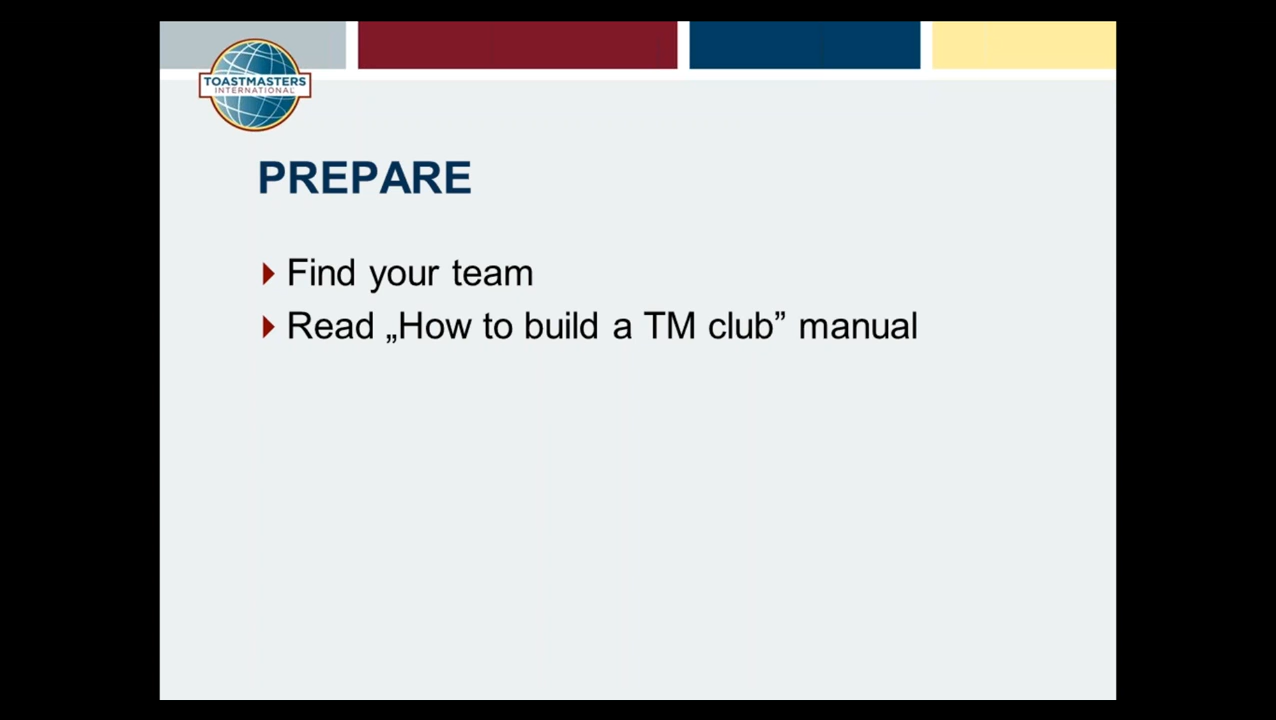 TOASTMASTERS
INTERNATIONAL
PREPARE
Find your team
Read „How to build a TM club” manual